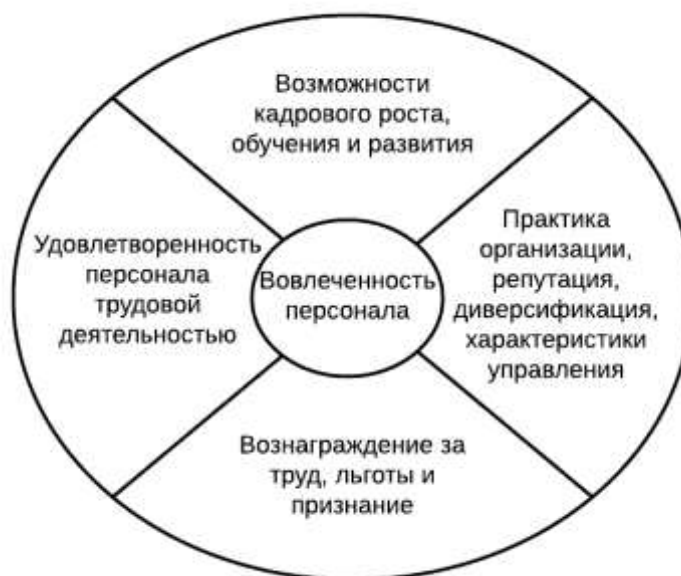 Возможности
кадрового роста,
обучения и развития
Удовлетворенность
персонала
трудовой
деятельностью
Вовлеченность
персонала
Практика
организации,
репутация,
диверсификация,
характеристики
управления
Вознаграждение за
труд, льготы и
признание